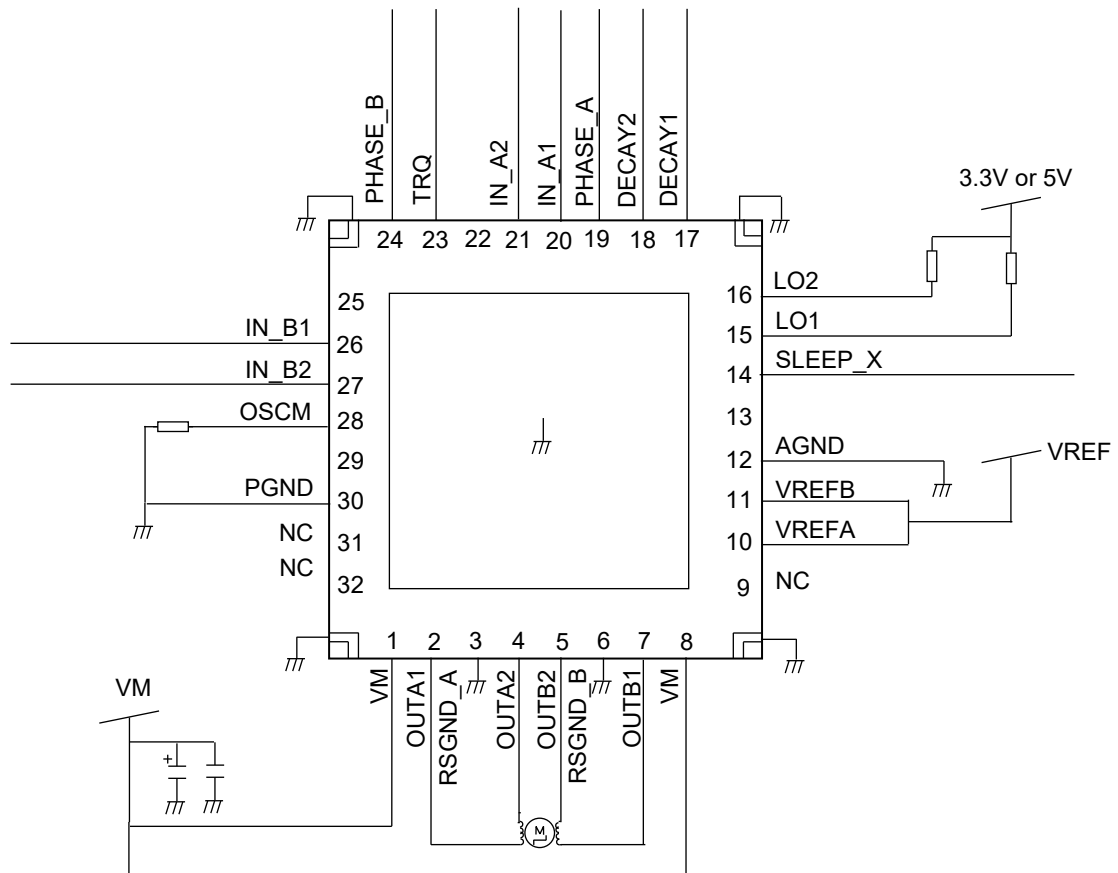 PHASE_B
TRQ
IN_A2
IN_A1
PHASE_A
DECAY2
DECAY1
3.3V or 5V
24 23 22 21 20 19 18 17
25
16 LO2
IN_B1 26
15 LO1
IN_B2 27
14 SLEEP_X
OSCM 28
13
29
12 AGND
VREF
PGND 30
11 VREFB
NC 31
10 VREFA
NC 32
9 NC
1 2 3 4 5 6 7 8
VM
OUTA1
RSGND_A
OUTA2
OUTB2
RSGND_B
OUTB1
VM
VM
+
M